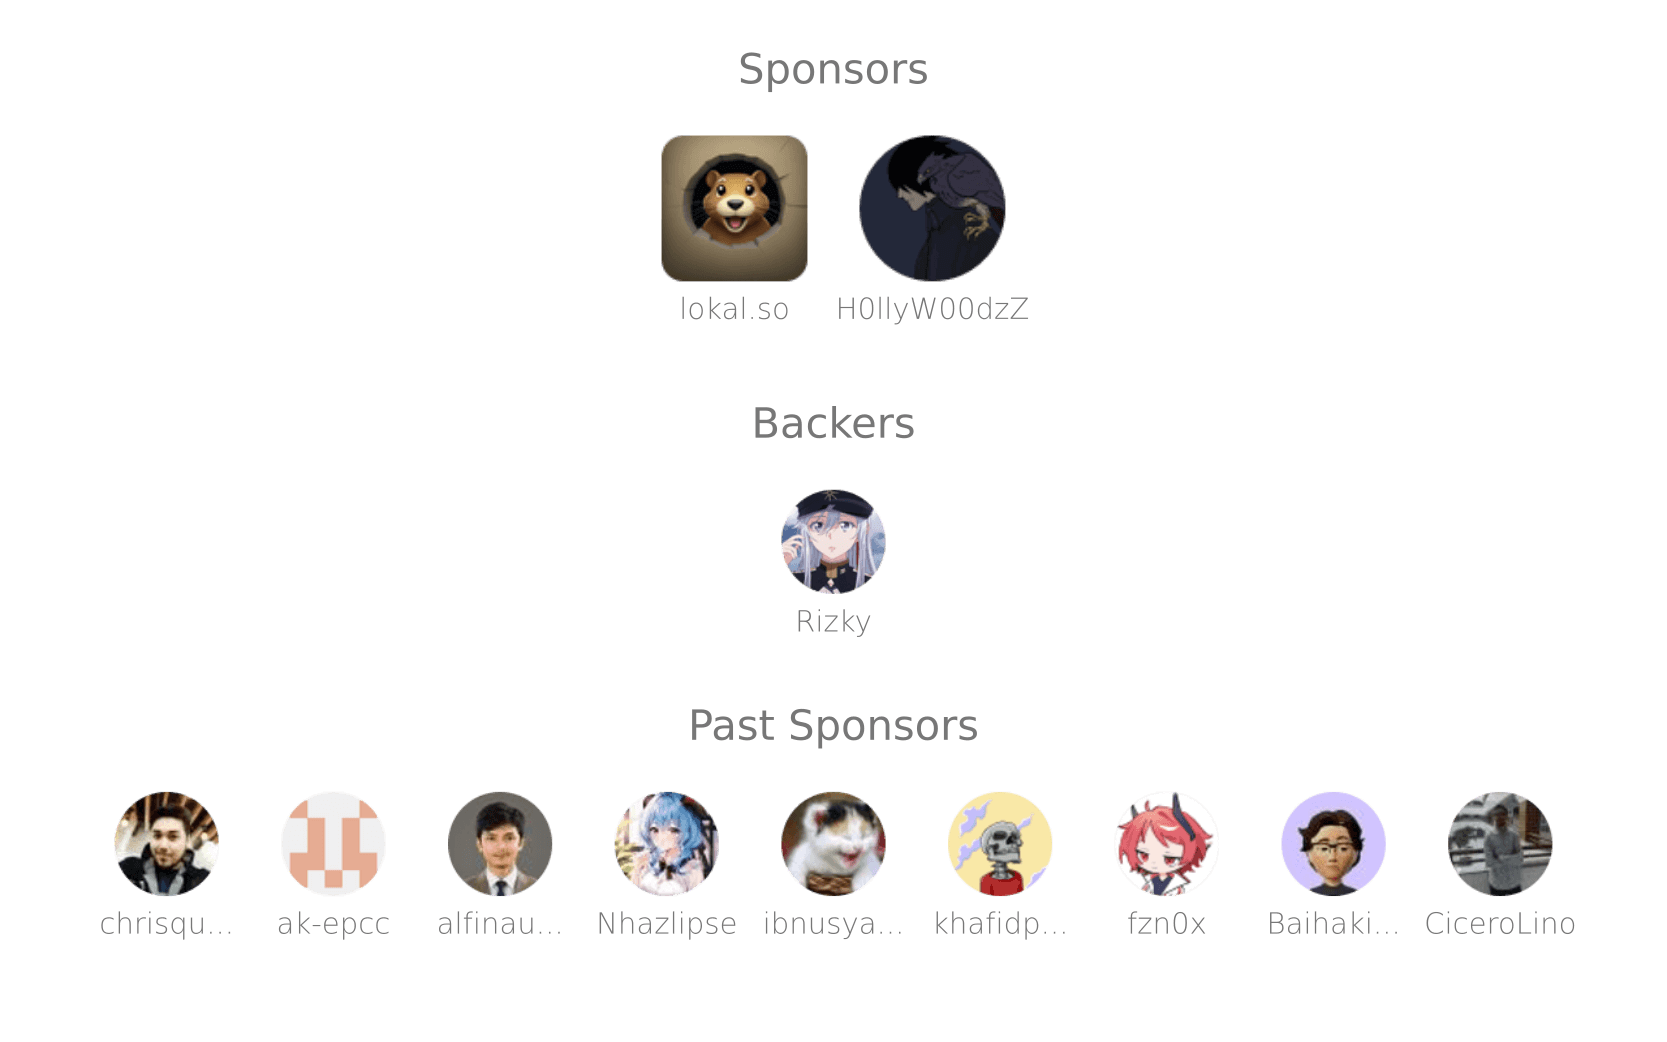 Sponsors
lokal.so H0llyW00dzZ
Backers
Rizky
Past Sponsors
chrisqu... ak-epcc alfinau... Nhazlipse ibnusya... khafidp... fzn0x Baihaki... CiceroLino